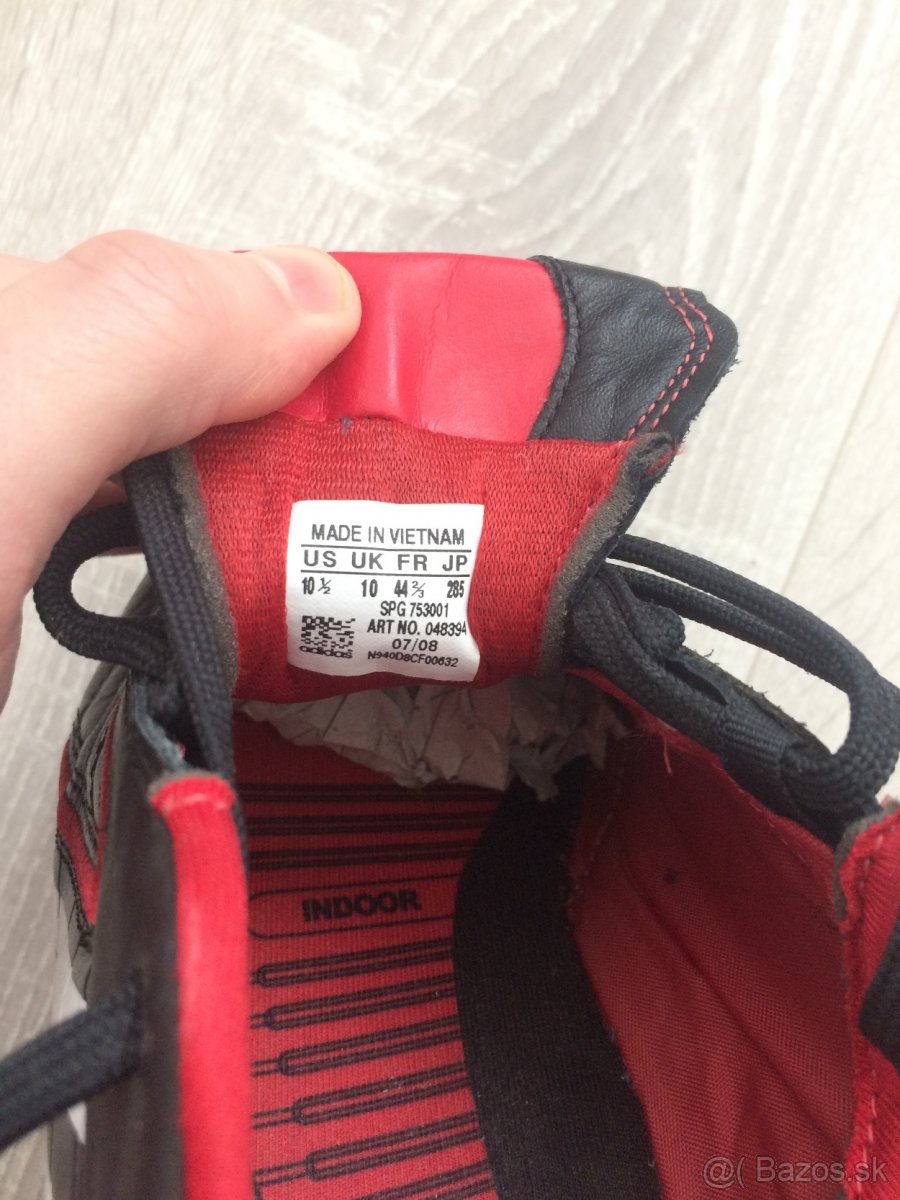 MADE IN VIETNAM
US UK FR JP
10 ½ 10 44 ⅔ 285
SPG 753001
ART NO. 048394
07/08
adidas N940D8CF00632
INDOOR
@( Bazos.sk